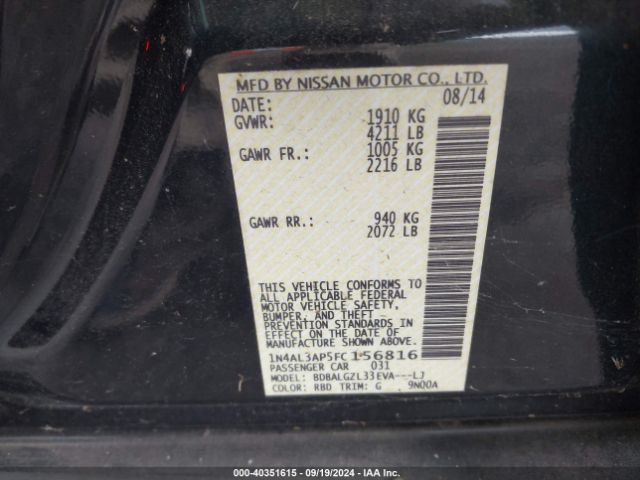 MFD BY NISSAN MOTOR CO., LTD.
DATE: 08/14
GVWR: 1910 KG
4211 LB
GAWR FR.: 1005 KG
2216 LB
GAWR RR.: 940 KG
2072 LB
THIS VEHICLE CONFORMS TO
ALL APPLICABLE FEDERAL
MOTOR VEHICLE SAFETY,
BUMPER, AND THEFT
PREVENTION STANDARDS IN
EFFECT ON THE DATE OF
MANUFACTURE SHOWN ABOVE.
1N4AL3AP5FC156816
PASSENGER CAR 031
MODEL: BDBALGZL33EVA---LJ
COLOR: RBD TRIM: G 9N00A
000-40351615 - 09/19/2024 - IAA Inc.